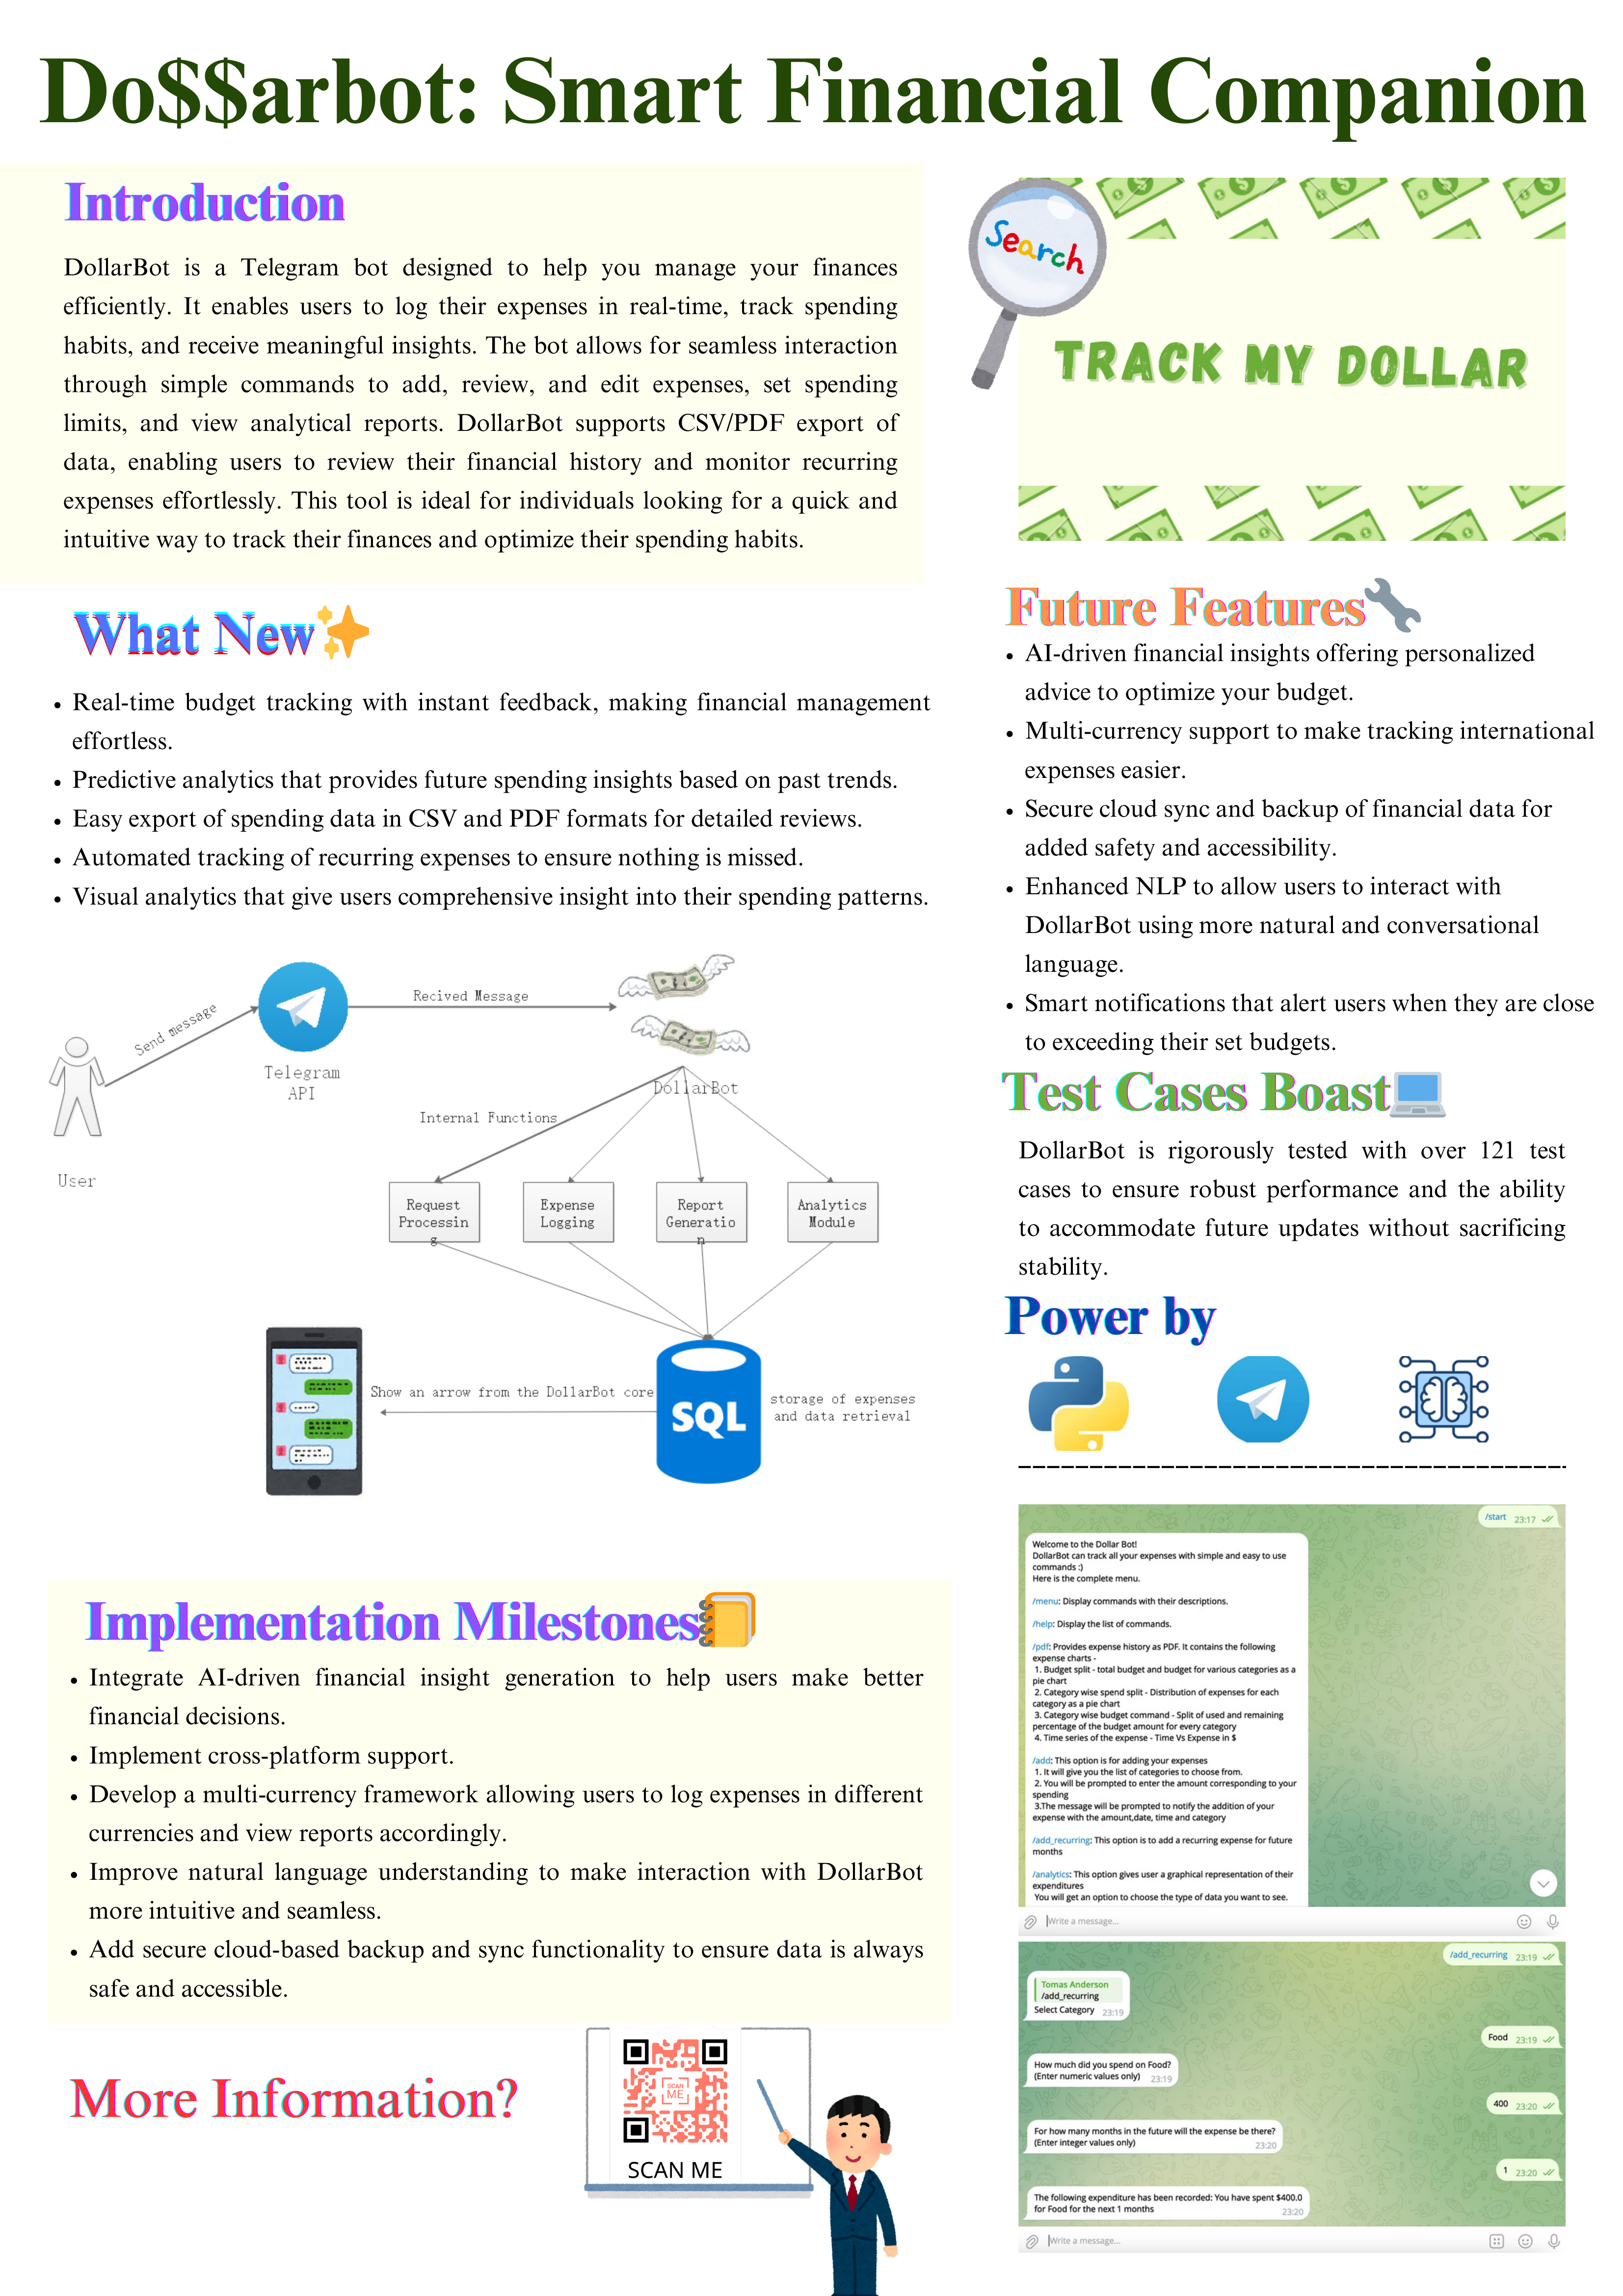 Do$$arbot: Smart Financial Companion
Introduction
DollarBot is a Telegram bot designed to help you manage your finances
efficiently. It enables users to log their expenses in real-time, track spending
habits, and receive meaningful insights. The bot allows for seamless interaction
through simple commands to add, review, and edit expenses, set spending
limits, and view analytical reports. DollarBot supports CSV/PDF export of
data, enabling users to review their financial history and monitor recurring
expenses effortlessly. This tool is ideal for individuals looking for a quick and
intuitive way to track their finances and optimize their spending habits.
Search
TRACK MY DOLLAR
What New
Real-time budget tracking with instant feedback, making financial management
effortless.
Predictive analytics that provides future spending insights based on past trends.
Easy export of spending data in CSV and PDF formats for detailed reviews.
Automated tracking of recurring expenses to ensure nothing is missed.
Visual analytics that give users comprehensive insight into their spending patterns.
Send message
Telegram
API
Recived Message
DollarBot
User
Internal Functions
Request
Processin
g
Expense
Logging
Report
Generatio
n
Analytics
Module
Show an arrow from the DollarBot core
SQL
storage of expenses
and data retrieval
Implementation Milestones
Integrate AI-driven financial insight generation to help users make better
financial decisions.
Implement cross-platform support.
Develop a multi-currency framework allowing users to log expenses in different
currencies and view reports accordingly.
Improve natural language understanding to make interaction with DollarBot
more intuitive and seamless.
Add secure cloud-based backup and sync functionality to ensure data is always
safe and accessible.
More Information?
SCAN
ME
SCAN ME
Future Features
AI-driven financial insights offering personalized
advice to optimize your budget.
Multi-currency support to make tracking international
expenses easier.
Secure cloud sync and backup of financial data for
added safety and accessibility.
Enhanced NLP to allow users to interact with
DollarBot using more natural and conversational
language.
Smart notifications that alert users when they are close
to exceeding their set budgets.
Test Cases Boast
DollarBot is rigorously tested with over 121 test
cases to ensure robust performance and the ability
to accommodate future updates without sacrificing
stability.
Power by
/start 23:17
Welcome to the Dollar Bot!
DollarBot can track all your expenses with simple and easy to use
commands :)
Here is the complete menu.
/menu: Display commands with their descriptions.
/help: Display the list of commands.
/pdf: Provides expense history as PDF. It contains the following
expense charts -
1. Budget split - total budget and budget for various categories as a
pie chart
2. Category wise spend split - Distribution of expenses for each
category as a pie chart
3. Category wise budget command - Split of used and remaining
percentage of the budget amount for every category
4. Time series of the expense - Time Vs Expense in $
/add: This option is for adding your expenses
1. It will give you the list of categories to choose from.
2. You will be prompted to enter the amount corresponding to your
spending
3.The message will be prompted to notify the addition of your
expense with the amount,date, time and category
/add_recurring: This option is to add a recurring expense for future
months
/analytics: This option gives user a graphical representation of their
expenditures
You will get an option to choose the type of data you want to see.
Write a message...
/add_recurring 23:19
Tomas Anderson
/add_recurring
Select Category 23:19
Food 23:19
How much did you spend on Food?
(Enter numeric values only) 23:19
400 23:20
For how many months in the future will the expense be there?
(Enter integer values only) 23:20
1 23:20
The following expenditure has been recorded: You have spent $400.0
for Food for the next 1 months 23:20
Write a message...